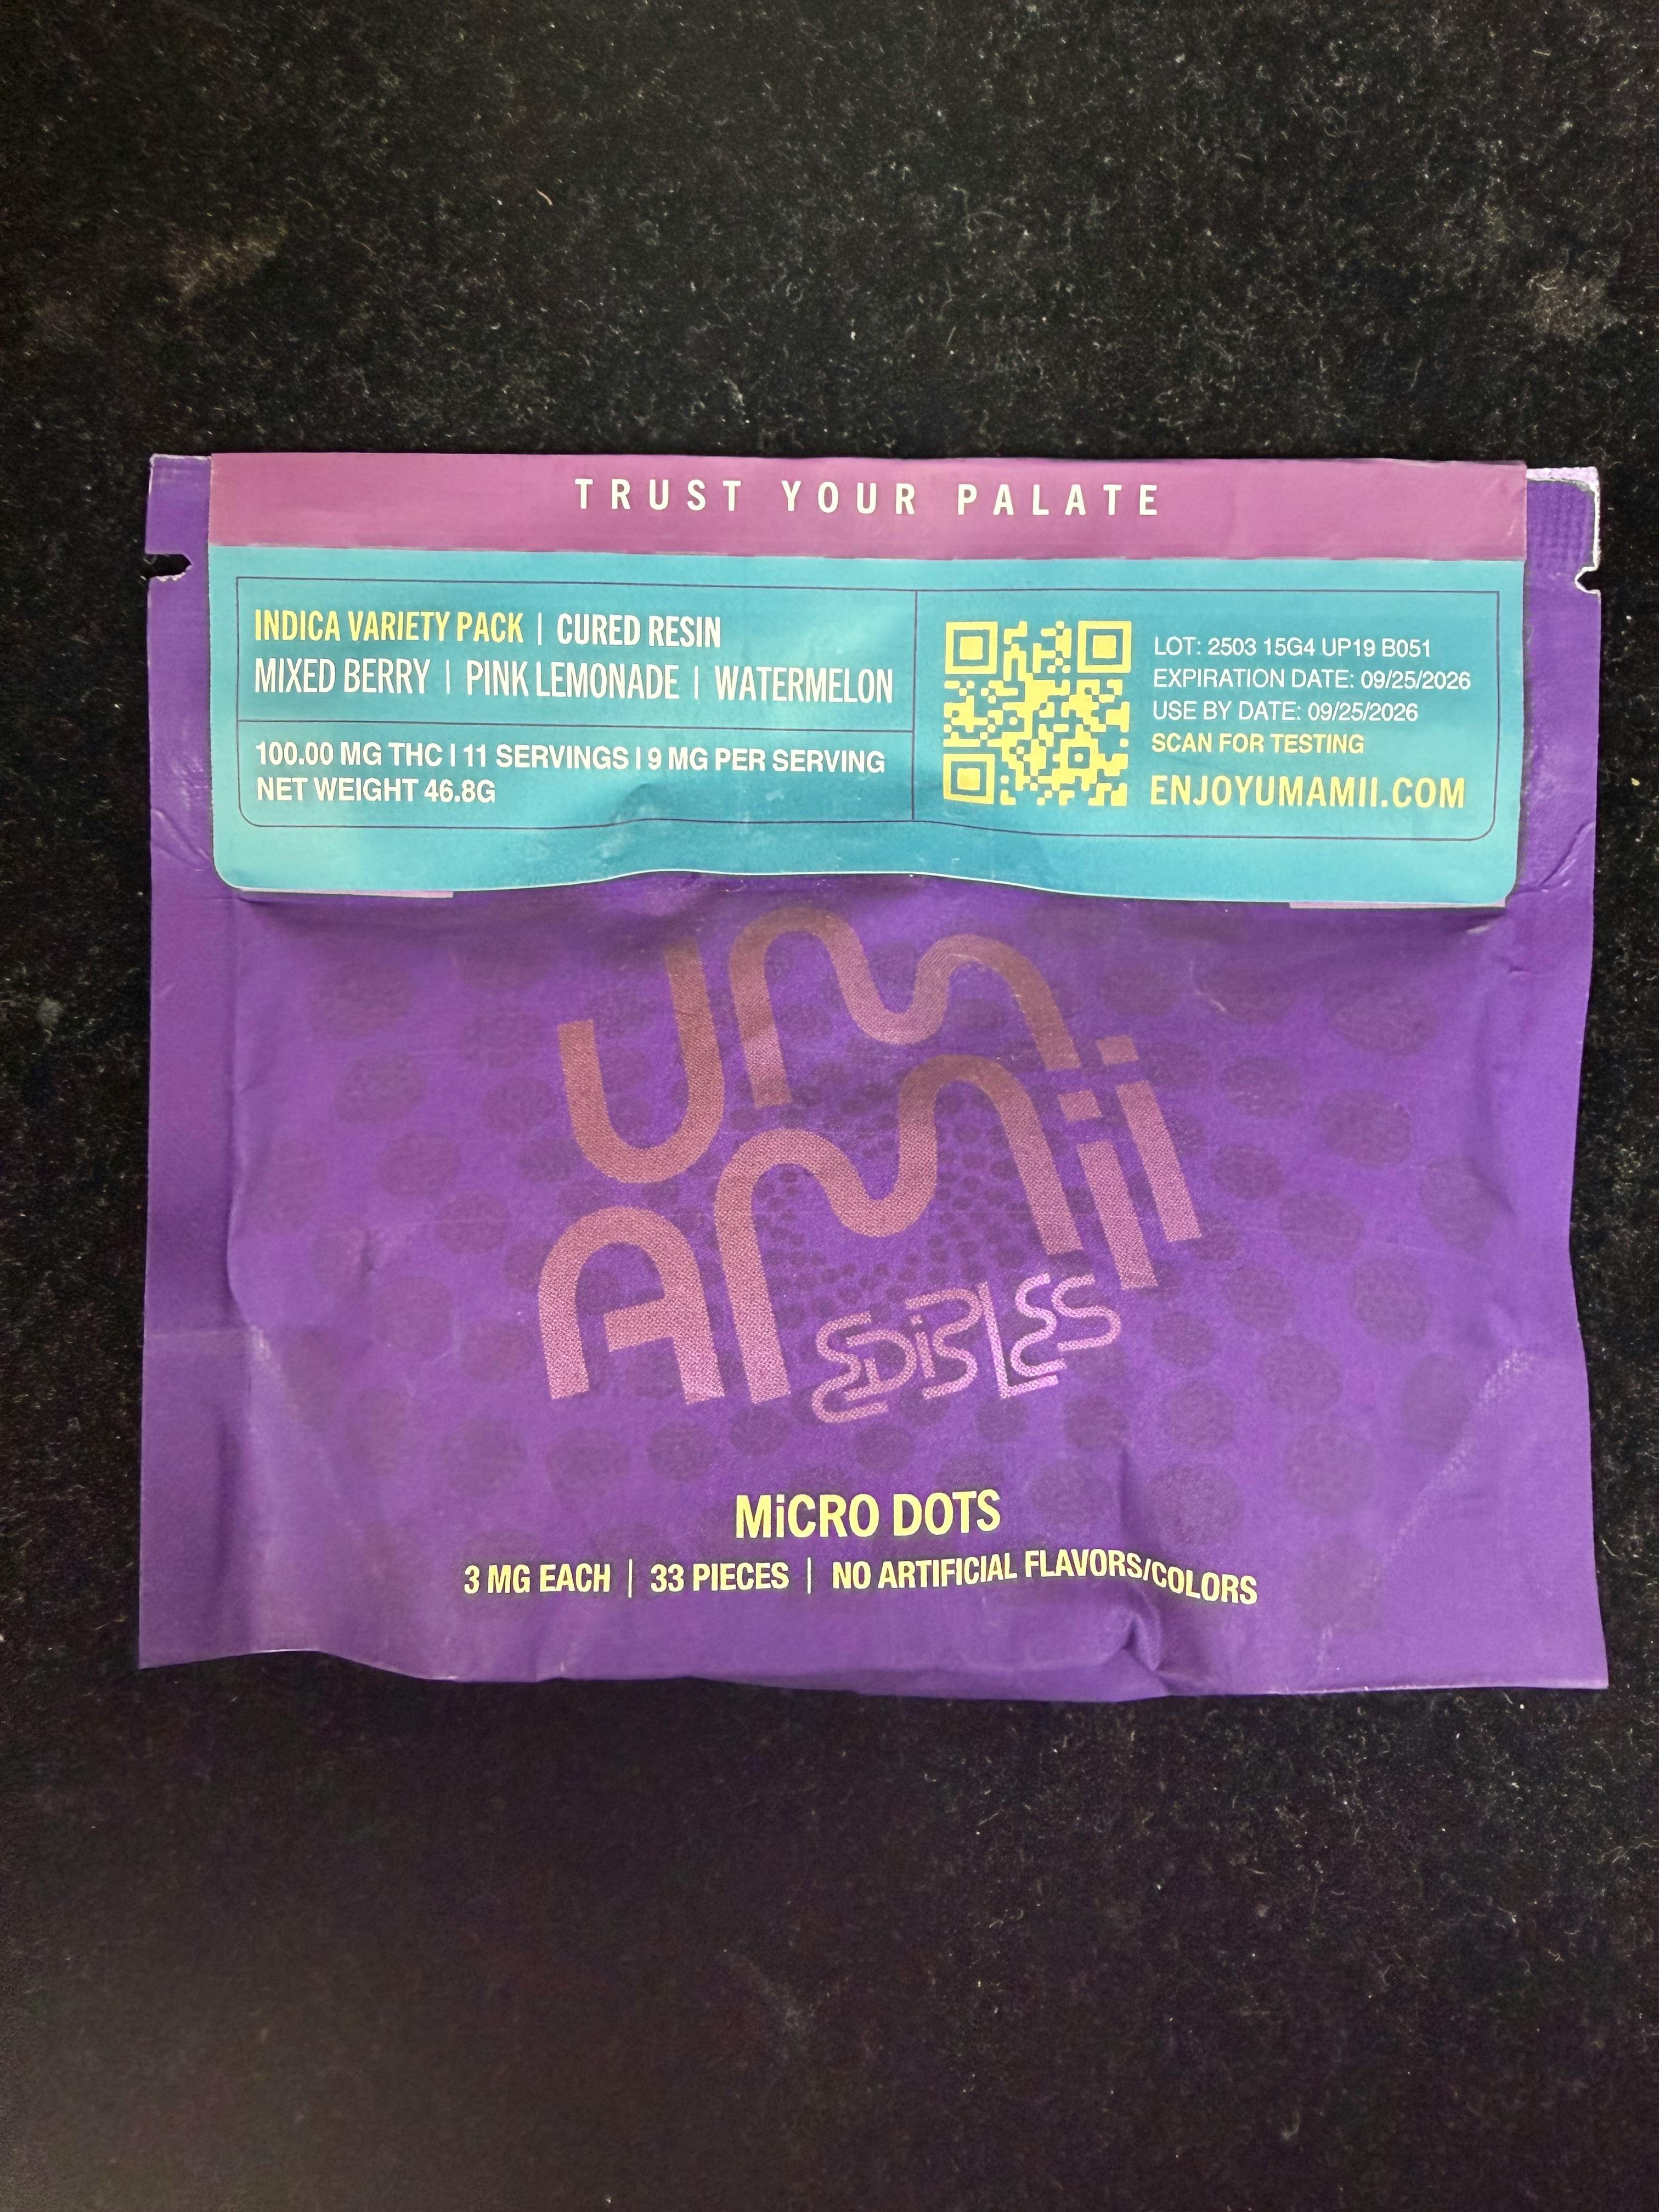 TRUST YOUR PALATE
INDICA VARIETY PACK | CURED RESIN
MIXED BERRY | PINK LEMONADE | WATERMELON
100.00 MG THC | 11 SERVINGS | 9 MG PER SERVING
NET WEIGHT 46.8G
LOT: 2503 15G4 UP19 B051
EXPIRATION DATE: 09/25/2026
USE BY DATE: 09/25/2026
SCAN FOR TESTING
ENJOYUMAMII.COM
UM
AMii
EDiBLES
MiCRO DOTS
3 MG EACH | 33 PIECES | NO ARTIFICIAL FLAVORS/COLORS